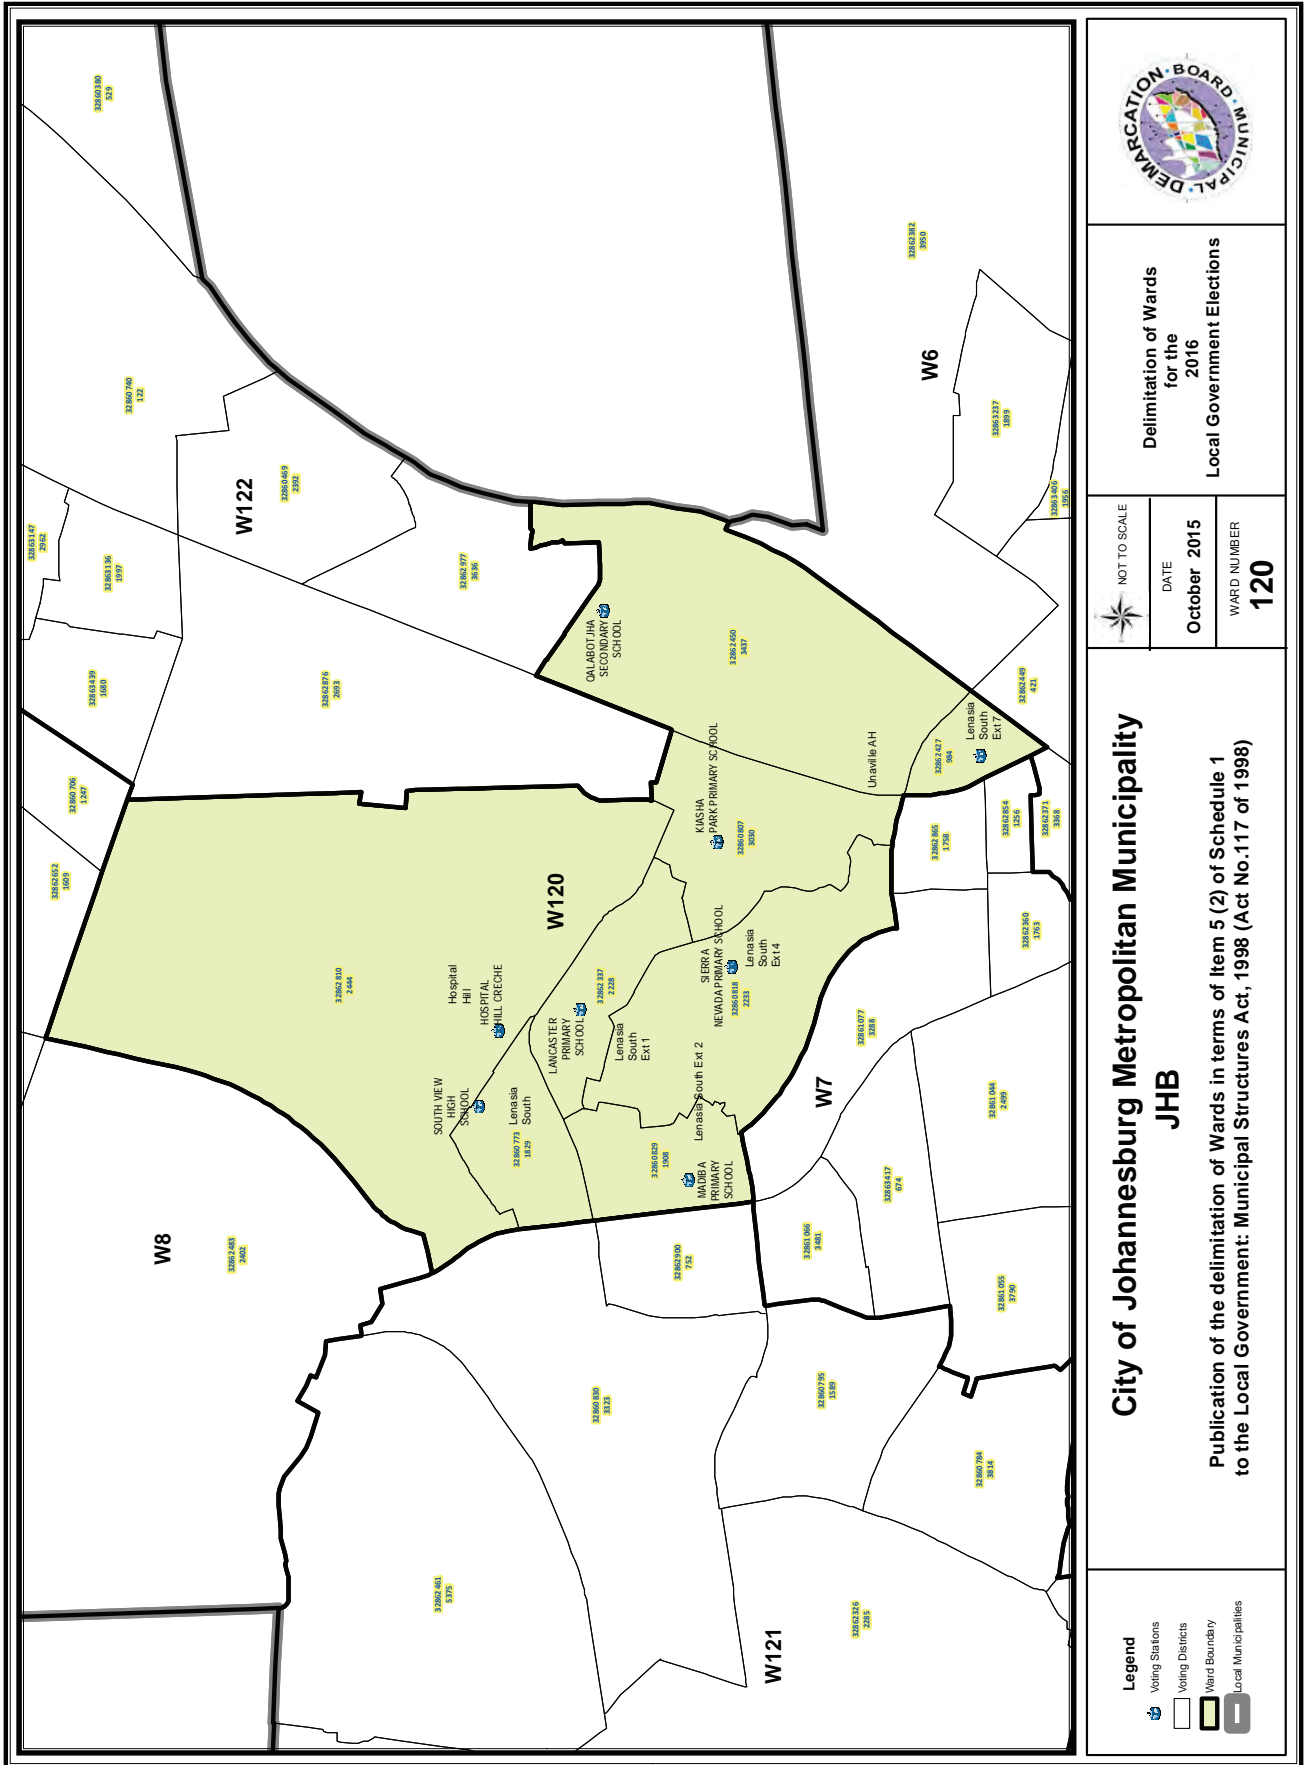 32860380
529
32860740
122
W122
32860469
2392
32863147
2962
32863136
1997
32862977
3636
32863439
1680
32862876
2693
32860706
1247
32862652
1609
W6
32862382
3950
32863237
1899
32863406
1956
32862449
421
QALABOTJHA
SECONDARY
SCHOOL
32862450
3437
Unaville AH
32862427
984
Lenasia
South
Ext 7
KIASHA
PARK PRIMARY SCHOOL
32860807
3030
32862865
1758
32862854
1256
32862371
3368
32862360
1763
W120
32862810
2444
Hospital
Hill
HOSPITAL
HILL CRECHE
LANCASTER
PRIMARY
SCHOOL
32862337
2228
SIERRA
NEVADA PRIMARY SCHOOL
32860818
2233
Lenasia
South
Ext 4
Lenasia
South
Ext 1
Lenasia South Ext 2
SOUTH VIEW
HIGH
SCHOOL
Lenasia
South
32860773
1829
32860829
1908
MADIBA
PRIMARY
SCHOOL
W7
32861077
3288
32861044
2499
32863417
674
32861066
3481
32861055
3790
W8
32862483
2402
32862900
752
32860830
3323
32860795
1589
32860784
3814
32862461
5375
W121
32862326
2285
Legend
Voting Stations
Voting Districts
Ward Boundary
Local Municipalities
City of Johannesburg Metropolitan Municipality
JHB
Publication of the delimitation of Wards in terms of Item 5 (2) of Schedule 1
to the Local Government: Municipal Structures Act, 1998 (Act No.117 of 1998)
NOT TO SCALE
DATE
October 2015
WARD NUMBER
120
Delimitation of Wards
for the
2016
Local Government Elections
MUNICIPAL · DEMARCATION · BOARD